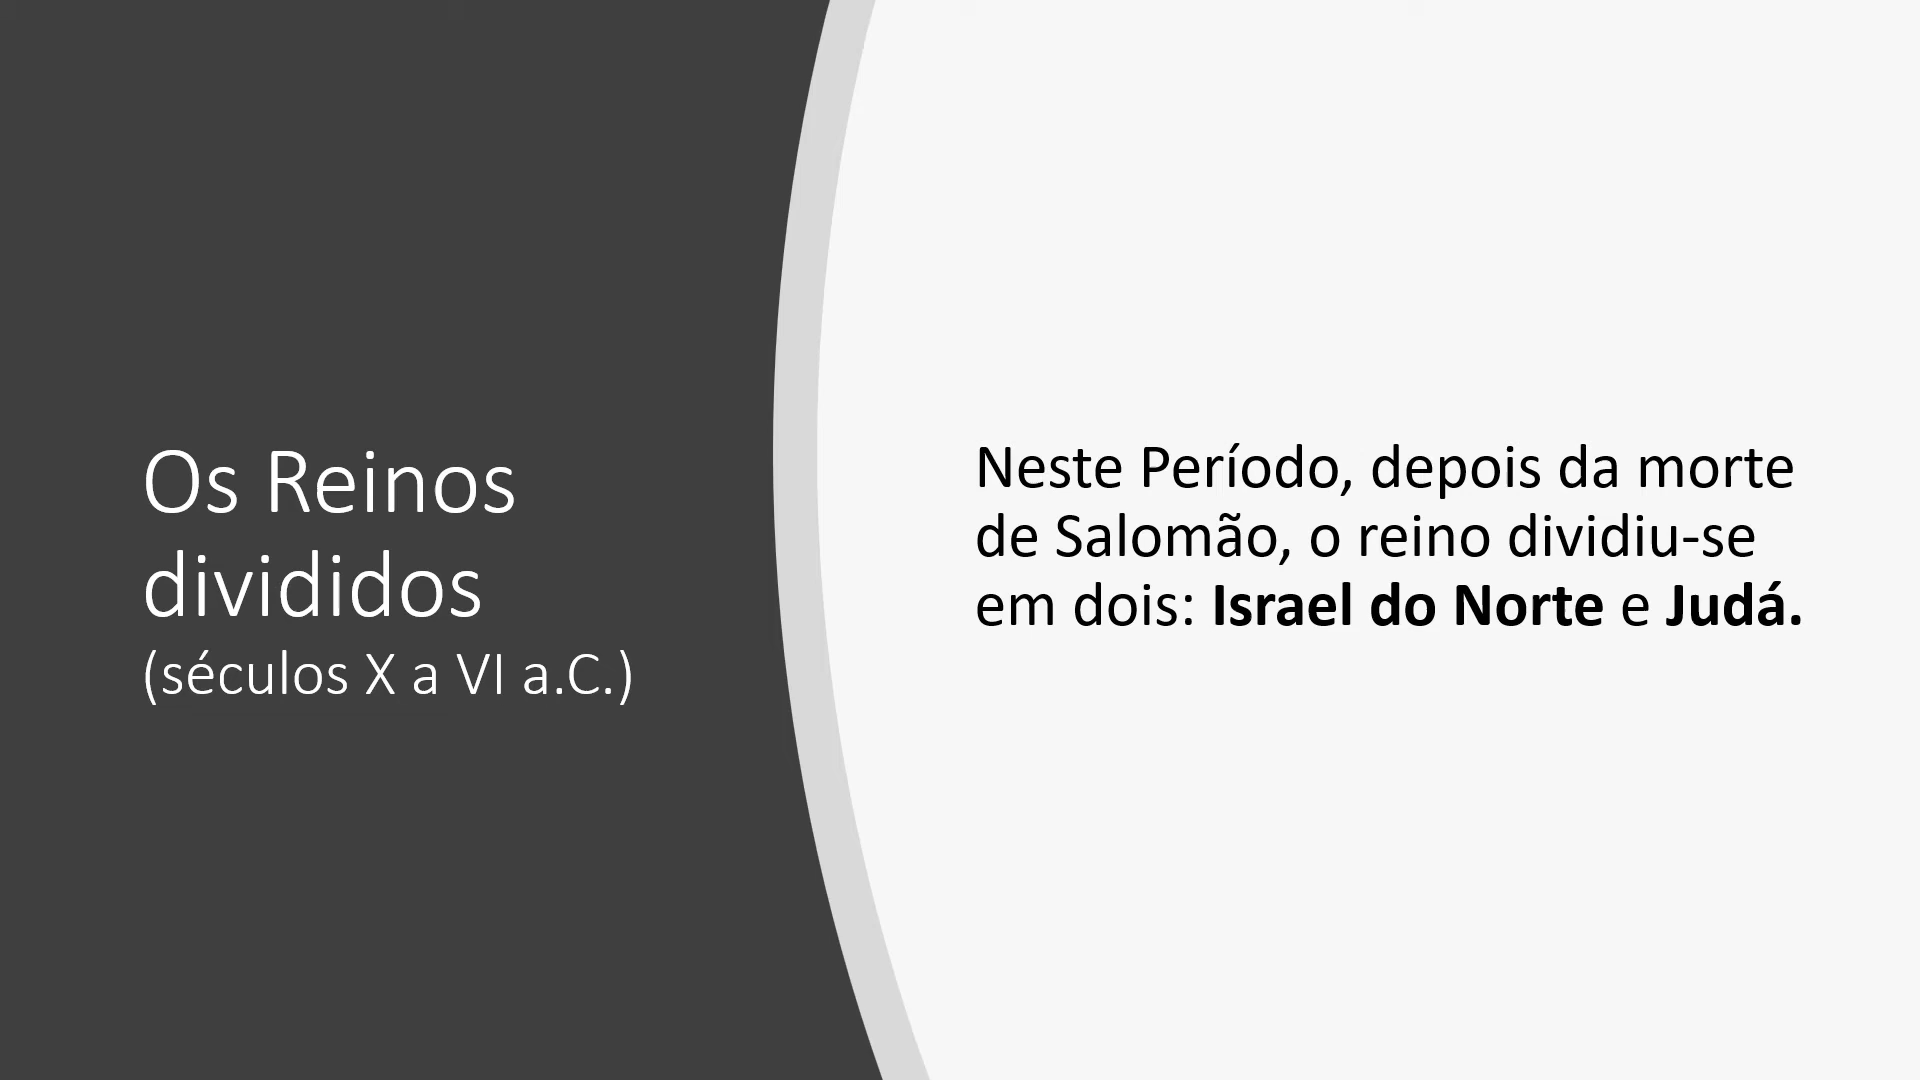 Os Reinos
divididos
(séculos X a VI a.C.)
Neste Período, depois da morte
de Salomão, o reino dividiu-se
em dois: Israel do Norte e Judá.